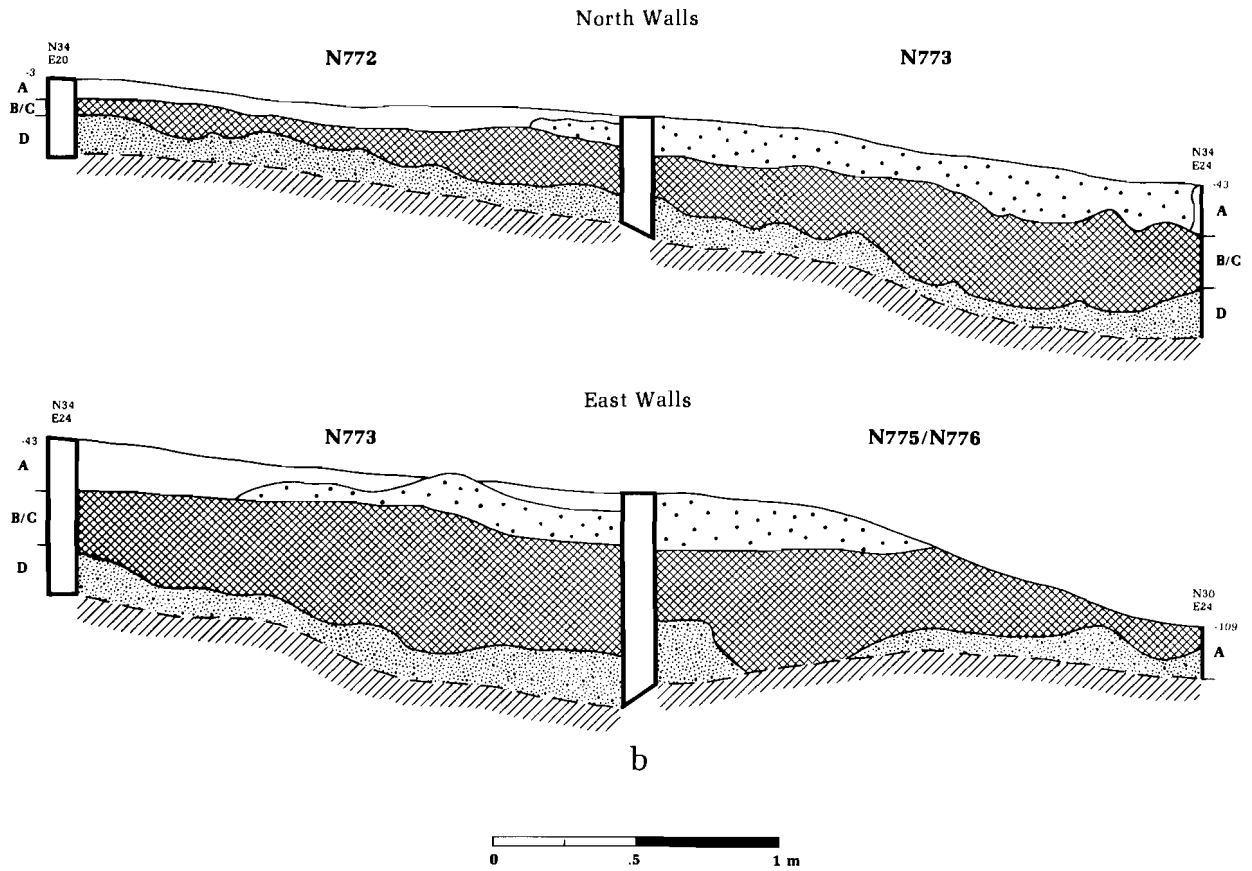 North Walls
N34
E20
N772
N773
-3
A
B/C
D
N34
E24
-43
A
B/C
D
East Walls
N34
E24
N773
N775/N776
-43
A
B/C
D
N30
E24
-109
A
b
0 .5 1 m